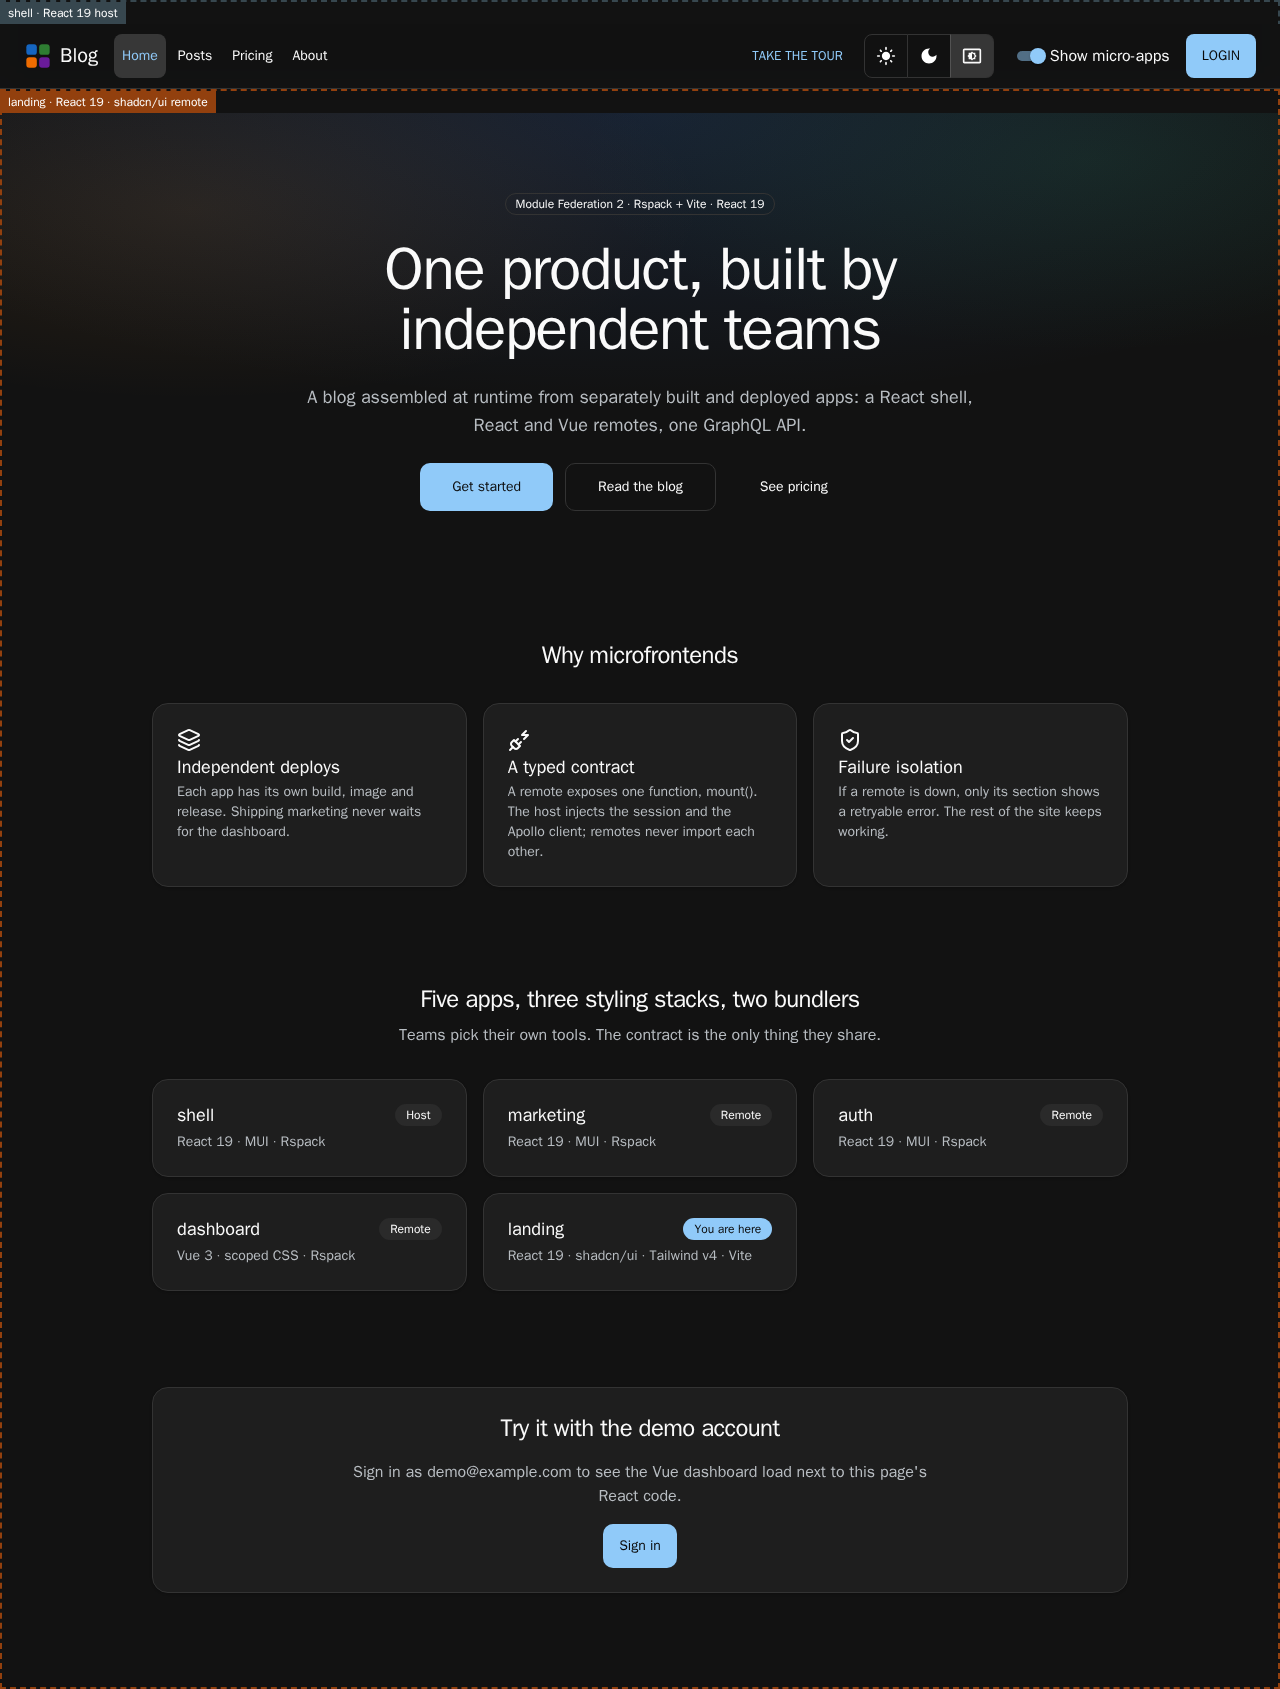 shell · React 19 host
Blog
Home
Posts
Pricing
About
TAKE THE TOUR
Show micro-apps
LOGIN
landing · React 19 · shadcn/ui remote
Module Federation 2 · Rspack + Vite · React 19
One product, built by
independent teams
A blog assembled at runtime from separately built and deployed apps: a React shell,
React and Vue remotes, one GraphQL API.
Get started
Read the blog
See pricing
Why microfrontends
Independent deploys
Each app has its own build, image and
release. Shipping marketing never waits
for the dashboard.
A typed contract
A remote exposes one function, mount().
The host injects the session and the
Apollo client; remotes never import each
other.
Failure isolation
If a remote is down, only its section shows
a retryable error. The rest of the site keeps
working.
Five apps, three styling stacks, two bundlers
Teams pick their own tools. The contract is the only thing they share.
shell
Host
React 19 · MUI · Rspack
marketing
Remote
React 19 · MUI · Rspack
auth
Remote
React 19 · MUI · Rspack
dashboard
Remote
Vue 3 · scoped CSS · Rspack
landing
You are here
React 19 · shadcn/ui · Tailwind v4 · Vite
Try it with the demo account
Sign in as demo@example.com to see the Vue dashboard load next to this page's
React code.
Sign in